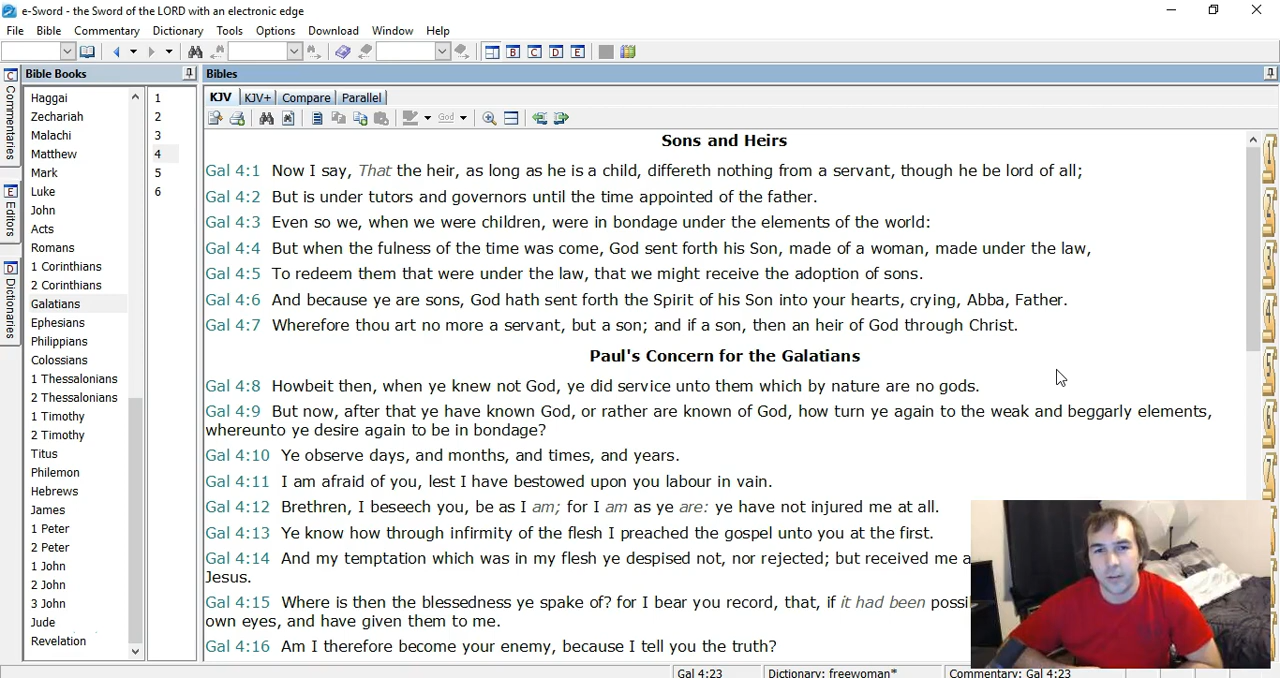 e-Sword - the Sword of the LORD with an electronic edge
File Bible Commentary Dictionary Tools Options Download Window Help
B C D E
Bible Books
Bibles
C Commentaries
E Editors
D Dictionaries
Haggai
Zechariah
Malachi
Matthew
Mark
Luke
John
Acts
Romans
1 Corinthians
2 Corinthians
Galatians
Ephesians
Philippians
Colossians
1 Thessalonians
2 Thessalonians
1 Timothy
2 Timothy
Titus
Philemon
Hebrews
James
1 Peter
2 Peter
1 John
2 John
3 John
Jude
Revelation
1
2
3
4
5
6
KJV KJV+ Compare Parallel
God
Sons and Heirs
Gal 4:1 Now I say, That the heir, as long as he is a child, differeth nothing from a servant, though he be lord of all;
Gal 4:2 But is under tutors and governors until the time appointed of the father.
Gal 4:3 Even so we, when we were children, were in bondage under the elements of the world:
Gal 4:4 But when the fulness of the time was come, God sent forth his Son, made of a woman, made under the law,
Gal 4:5 To redeem them that were under the law, that we might receive the adoption of sons.
Gal 4:6 And because ye are sons, God hath sent forth the Spirit of his Son into your hearts, crying, Abba, Father.
Gal 4:7 Wherefore thou art no more a servant, but a son; and if a son, then an heir of God through Christ.
Paul's Concern for the Galatians
Gal 4:8 Howbeit then, when ye knew not God, ye did service unto them which by nature are no gods.
Gal 4:9 But now, after that ye have known God, or rather are known of God, how turn ye again to the weak and beggarly elements,
whereunto ye desire again to be in bondage?
Gal 4:10 Ye observe days, and months, and times, and years.
Gal 4:11 I am afraid of you, lest I have bestowed upon you labour in vain.
Gal 4:12 Brethren, I beseech you, be as I am; for I am as ye are: ye have not injured me at all.
Gal 4:13 Ye know how through infirmity of the flesh I preached the gospel unto you at the first.
Gal 4:14 And my temptation which was in my flesh ye despised not, nor rejected; but received me a
Jesus.
Gal 4:15 Where is then the blessedness ye spake of? for I bear you record, that, if it had been possi
own eyes, and have given them to me.
Gal 4:16 Am I therefore become your enemy, because I tell you the truth?
1
2
3
4
5
6
7
Gal 4:23
Dictionary: freewoman*
Commentary: Gal 4:23